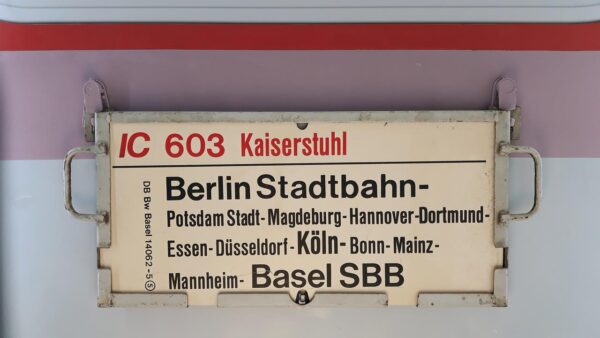 IC 603 Kaiserstuhl
Berlin Stadtbahn-
Potsdam Stadt- Magdeburg- Hannover-Dortmund-
Essen- Düsseldorf- Köln- Bonn- Mainz-
Mannheim- Basel SBB
DB Bw Basel 14062-5 Ⓢ